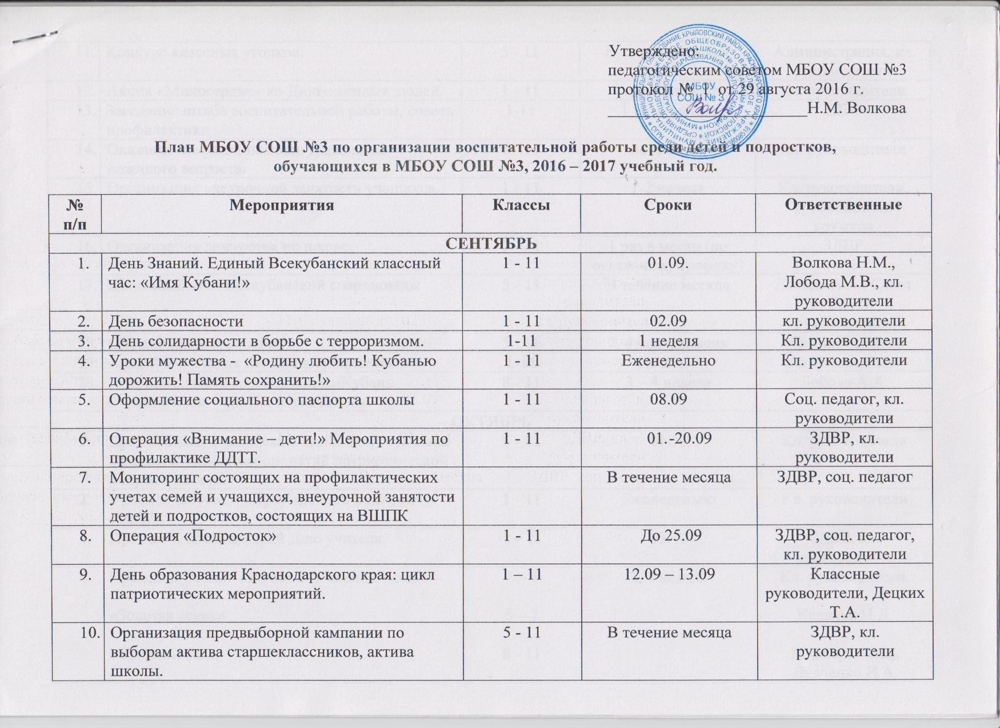 Утверждено:
педагогическим советом МБОУ СОШ №3
протокол № 1 от 29 августа 2016 г.
Н.М. Волкова
МБОУ
СОШ № 3
План МБОУ СОШ №3 по организации воспитательной работы среди детей и подростков,
обучающихся в МБОУ СОШ №3, 2016 – 2017 учебный год.
№ п/п Мероприятия Классы Сроки Ответственные
СЕНТЯБРЬ
1. День Знаний. Единый Всекубанский классный 1 - 11 01.09. Волкова Н.М.,
час: «Имя Кубани!» Лобода М.В., кл.
руководители
2. День безопасности 1 - 11 02.09 кл. руководители
3. День солидарности в борьбе с терроризмом. 1-11 1 неделя Кл. руководители
4. Уроки мужества - «Родину любить! Кубанью 1 - 11 Еженедельно Кл. руководители
дорожить! Память сохранить!»
5. Оформление социального паспорта школы 1 - 11 08.09 Соц. педагог, кл.
руководители
6. Операция «Внимание – дети!» Мероприятия по 1 - 11 01.-20.09 ЗДВР, кл.
профилактике ДДТТ. руководители
7. Мониторинг состоящих на профилактических В течение месяца ЗДВР, соц. педагог
учетах семей и учащихся, внеурочной занятости
детей и подростков, состоящих на ВШПК
8. Операция «Подросток» 1 - 11 До 25.09 ЗДВР, соц. педагог,
кл. руководители
9. День образования Краснодарского края: цикл 1 – 11 12.09 – 13.09 Классные
патриотических мероприятий. руководители, Децких
Т.А.
10. Организация предвыборной кампании по 5 - 11 В течение месяца ЗДВР, кл.
выборам актива старшеклассников, актива руководители
школы.